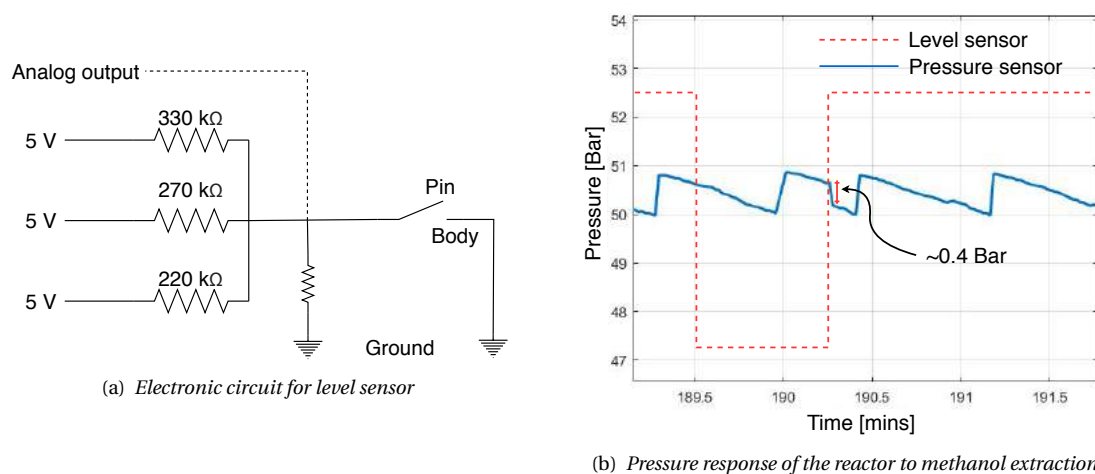 Analog output
330 kΩ
5 V
270 kΩ
5 V
Pin
Body
220 kΩ
5 V
Ground
(a) Electronic circuit for level sensor
54
53
52
51
50
49
48
47
Pressure [Bar]
Level sensor
Pressure sensor
~0.4 Bar
189.5 190 190.5 191 191.5
Time [mins]
(b) Pressure response of the reactor to methanol extraction